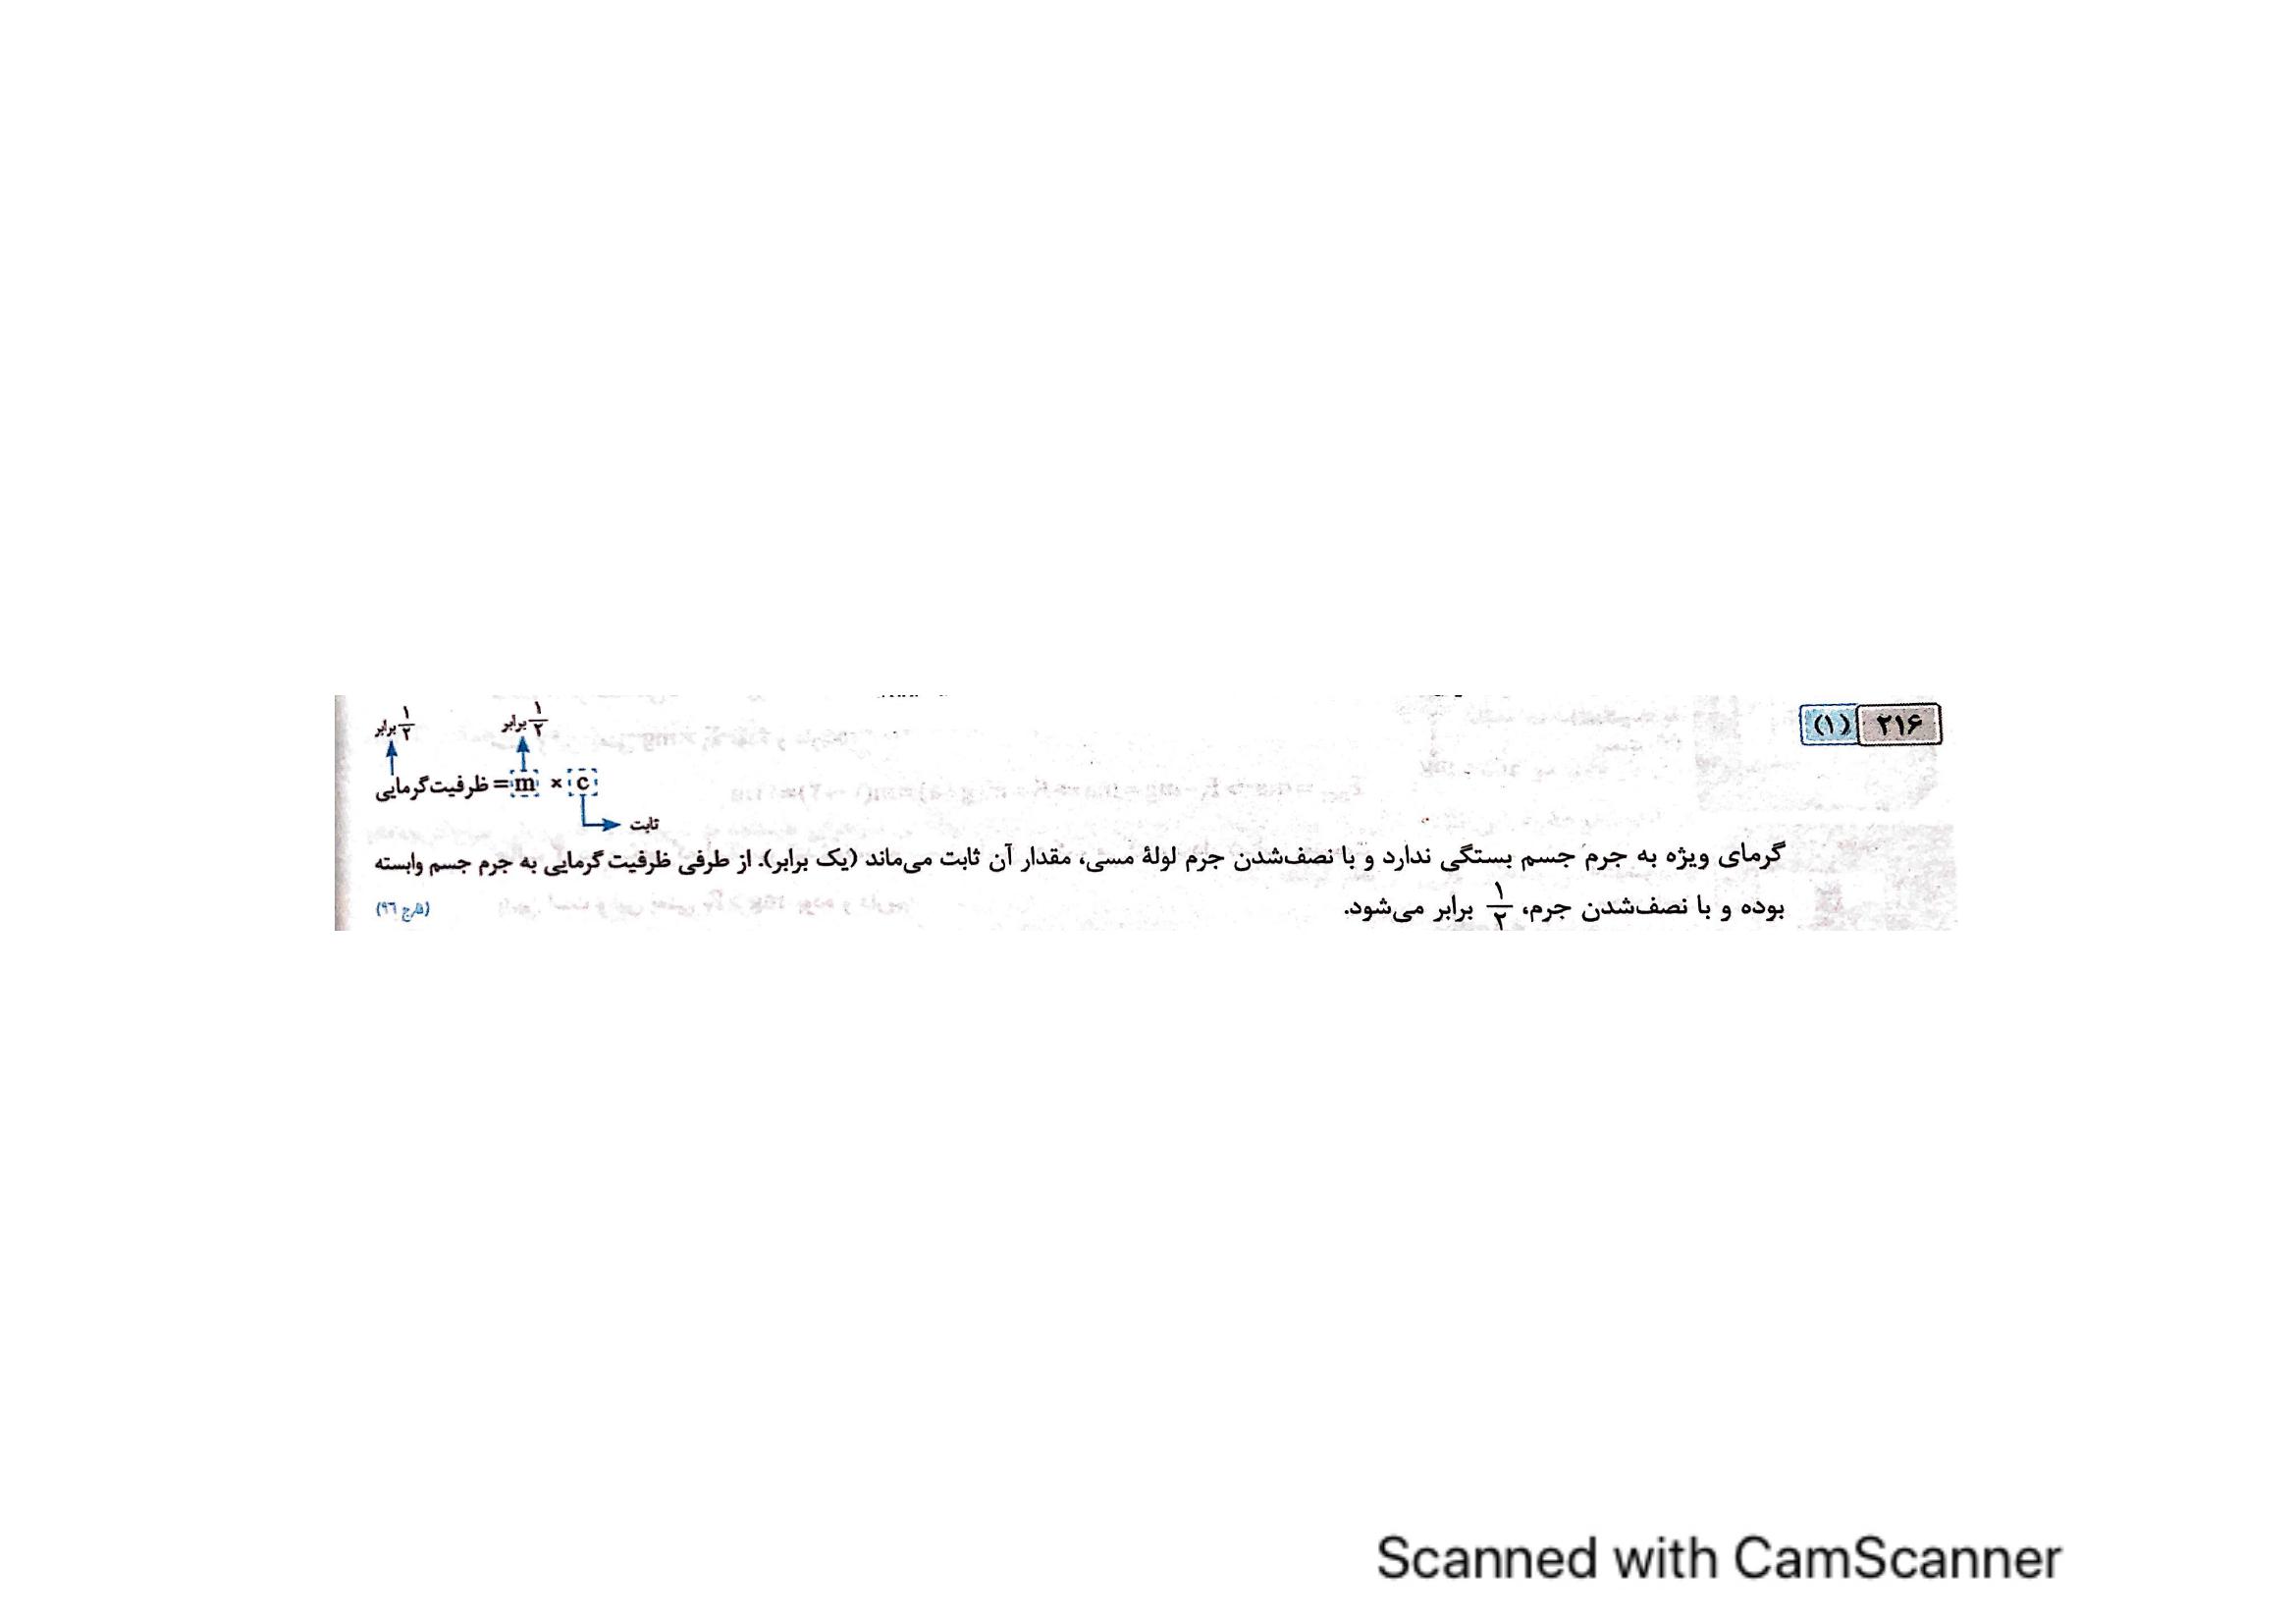 ۲۱۶ (۱)
۱/۲ برابر ۱/۲ برابر
ظرفیت گرمایی = m × c
ثابت
گرمای ویژه به جرم جسم بستگی ندارد و با نصف‌شدن جرم لولهٔ مسی، مقدار آن ثابت می‌ماند (یک برابر). از طرفی ظرفیت گرمایی به جرم جسم وابسته
بوده و با نصف‌شدن جرم، ۱/۲ برابر می‌شود.
(خارج ۹۶)
Scanned with CamScanner